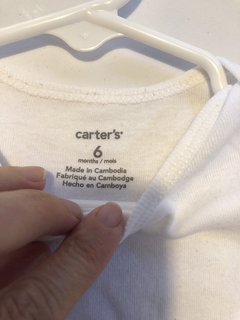 carter's®
6
months / mois
Made in Cambodia
Fabriqué au Cambodge
Hecho en Camboya